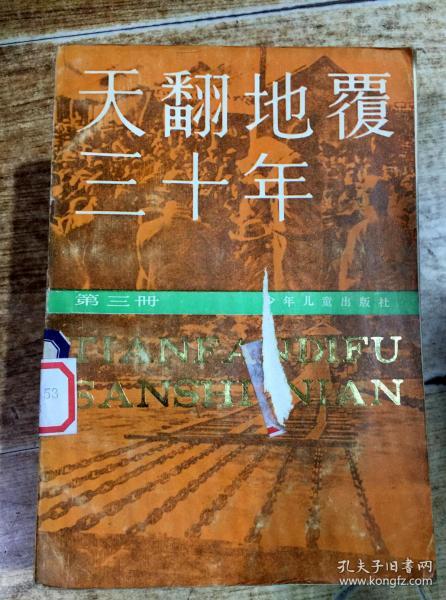 天翻地覆
三十年
第三册
少年儿童出版社
TIANFANDIFU
SANSHINIAN
53
孔夫子旧书网
www.kongfz.com